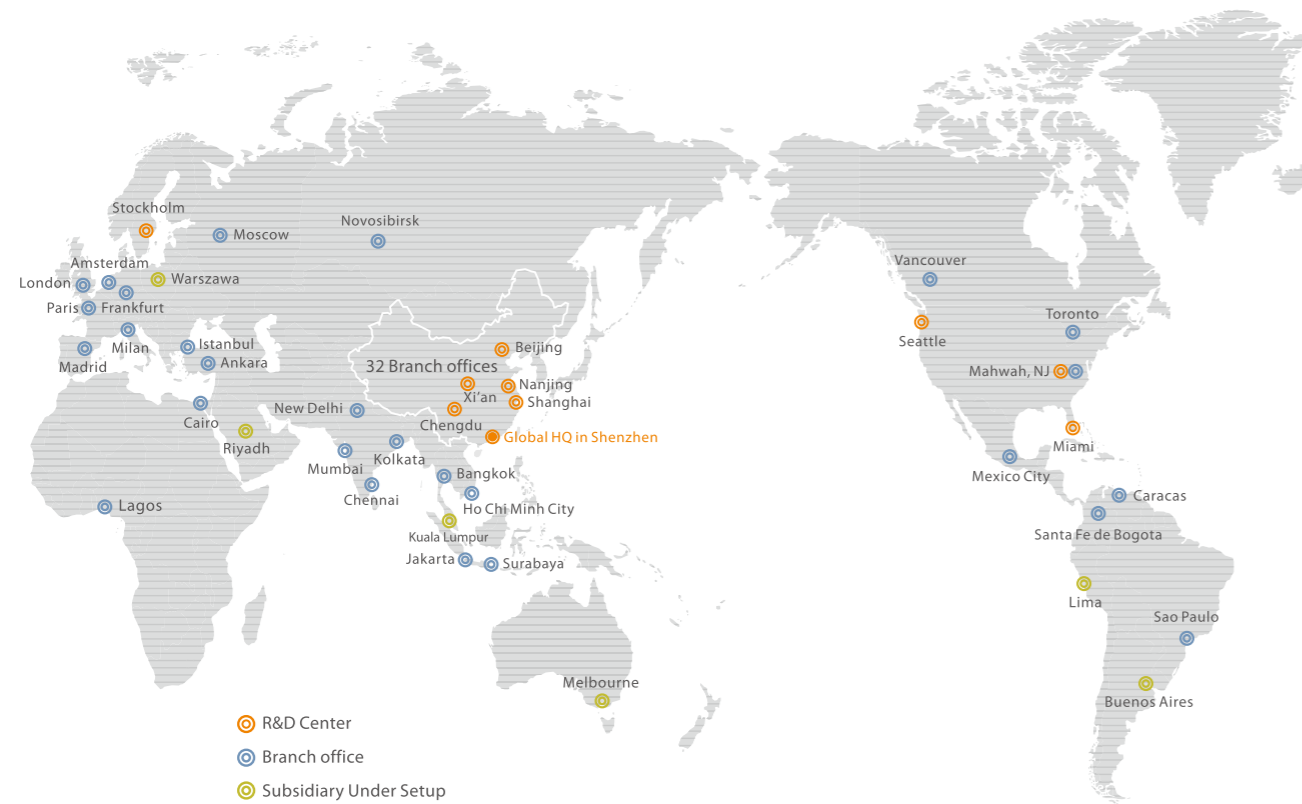 Stockholm
Moscow
Novosibirsk
Amsterdam
London
Warszawa
Paris
Frankfurt
Milan
Madrid
Istanbul
Ankara
Cairo
Riyadh
Lagos
32 Branch offices
Beijing
Xi'an
Nanjing
Shanghai
Chengdu
Global HQ in Shenzhen
New Delhi
Mumbai
Kolkata
Chennai
Bangkok
Ho Chi Minh City
Kuala Lumpur
Jakarta
Surabaya
Melbourne
Vancouver
Seattle
Toronto
Mahwah, NJ
Miami
Mexico City
Caracas
Santa Fe de Bogota
Lima
Sao Paulo
Buenos Aires
R&D Center
Branch office
Subsidiary Under Setup